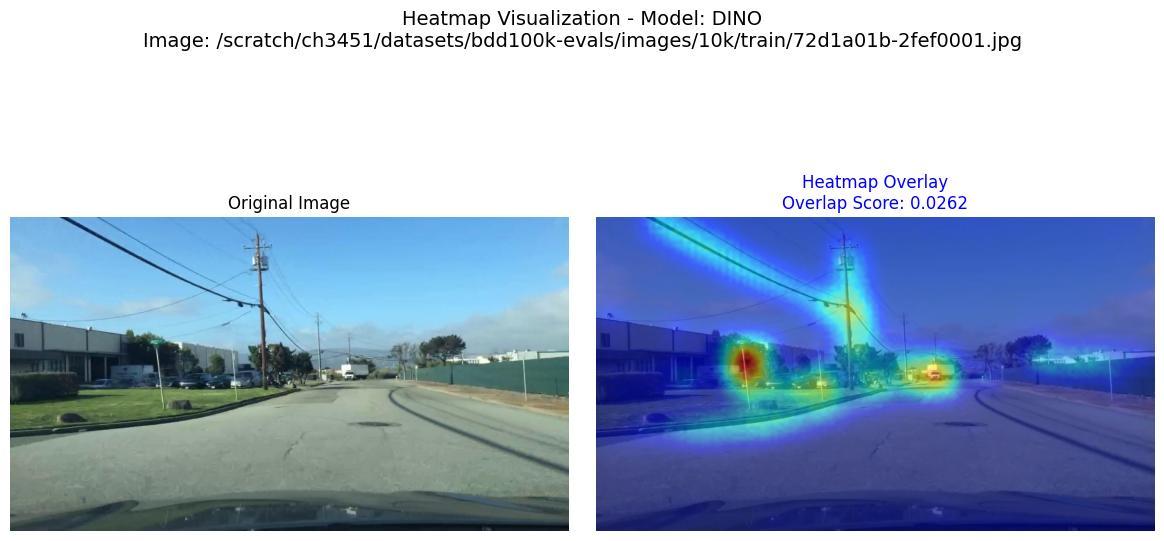 Heatmap Visualization - Model: DINO
Image: /scratch/ch3451/datasets/bdd100k-evals/images/10k/train/72d1a01b-2fef0001.jpg
Original Image
Heatmap Overlay
Overlap Score: 0.0262